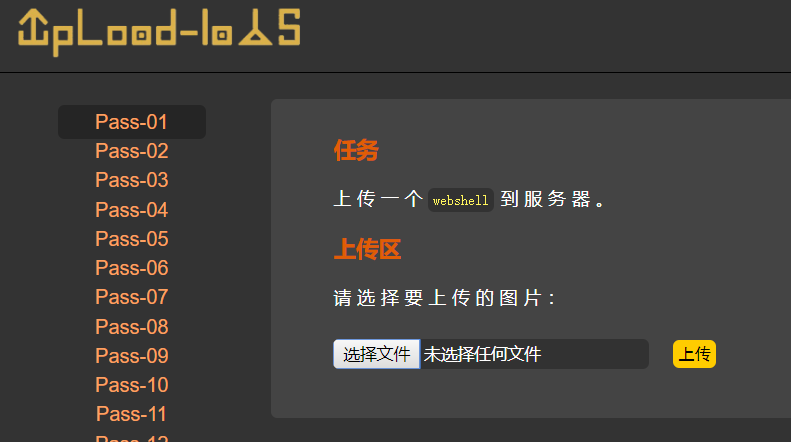 upLoad-labs
Pass-01
Pass-02
Pass-03
Pass-04
Pass-05
Pass-06
Pass-07
Pass-08
Pass-09
Pass-10
Pass-11
Pass-12
任务
上传一个 webshell 到服务器。
上传区
请选择要上传的图片：
选择文件 未选择任何文件 上传